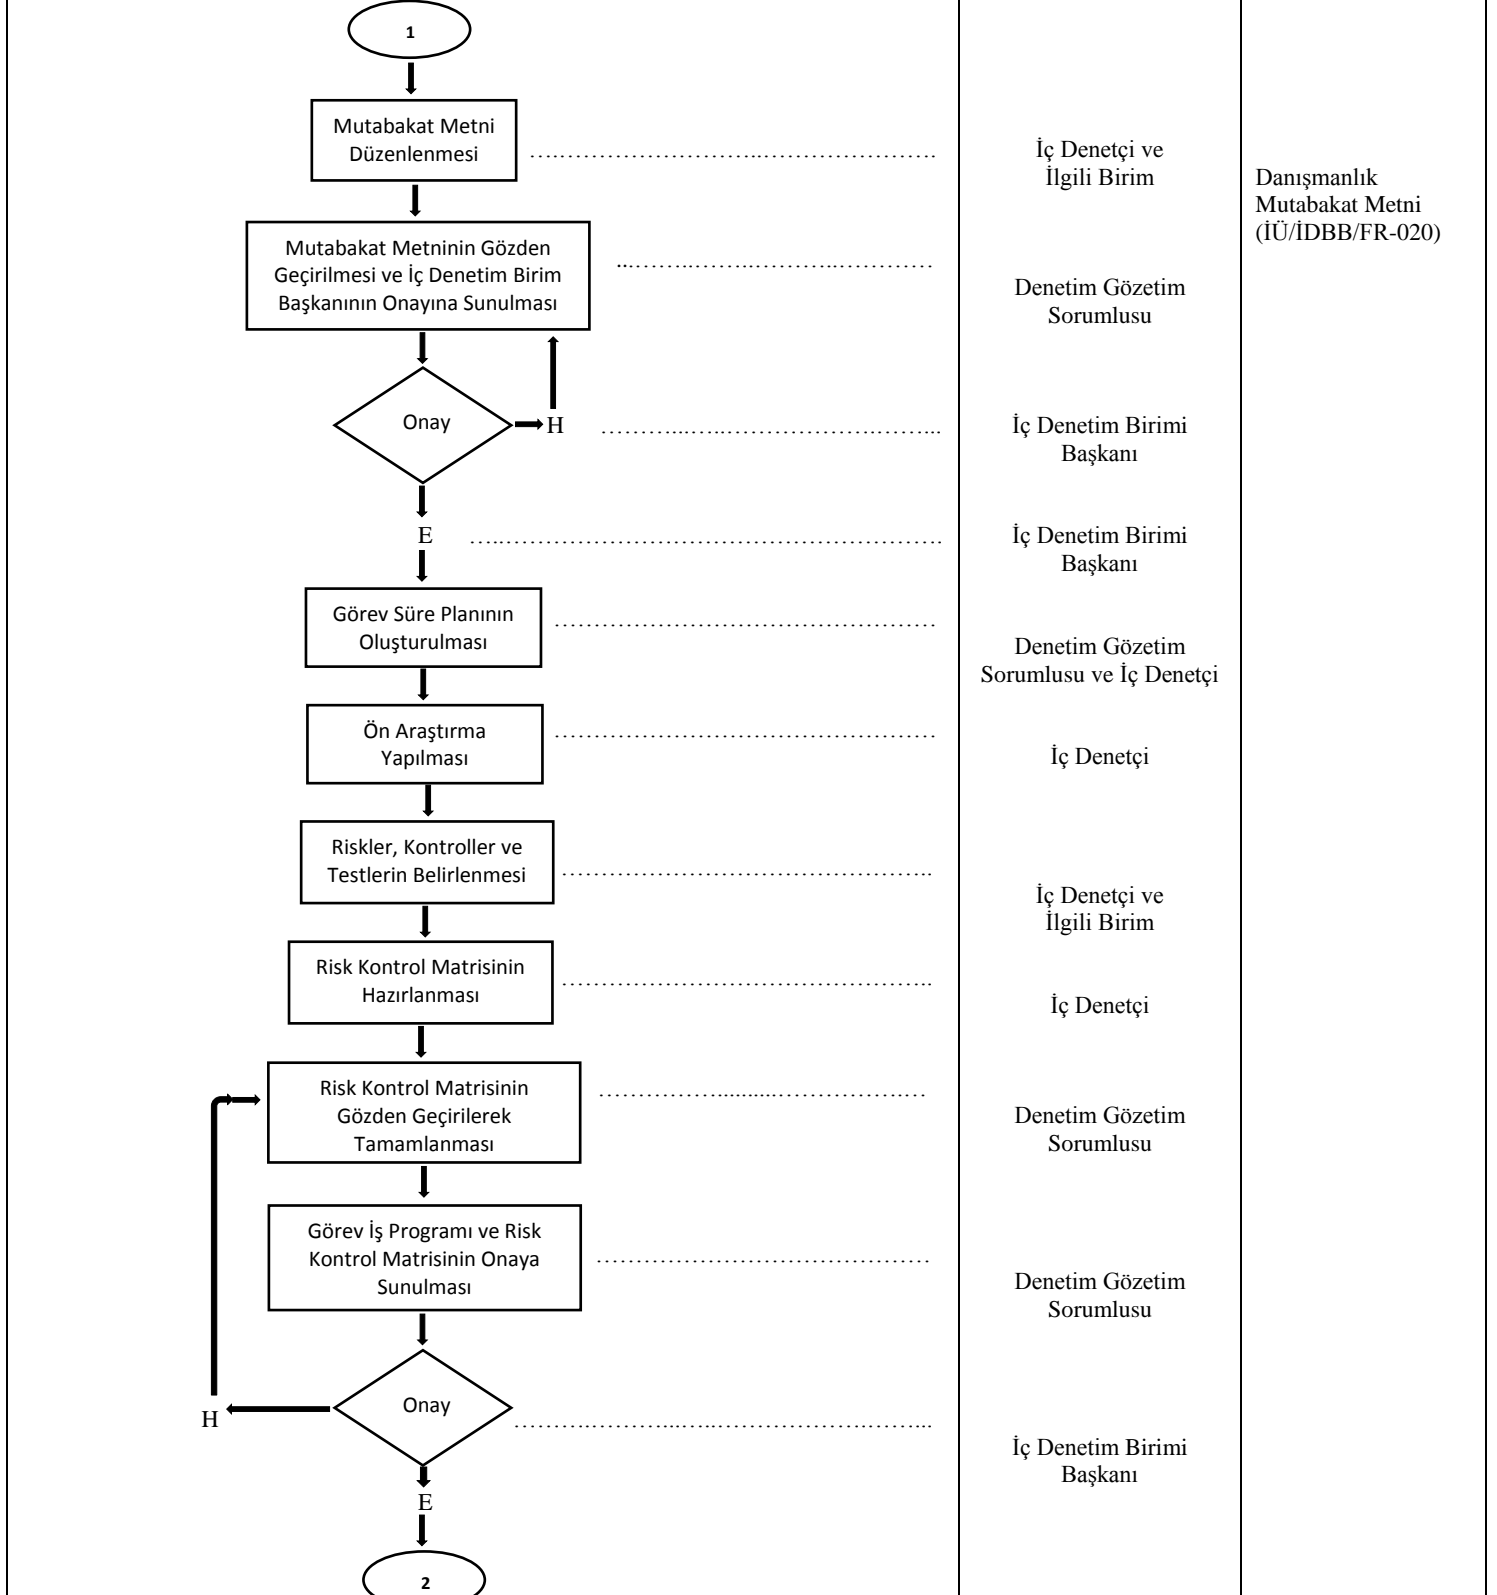 1
Mutabakat Metni
Düzenlenmesi
….……………………..………………….
İç Denetçi ve
İlgili Birim
Danışmanlık
Mutabakat Metni
(İÜ/İDBB/FR-020)
Mutabakat Metninin Gözden
Geçirilmesi ve İç Denetim Birim
Başkanının Onayına Sunulması
..…….…….………..…………
Denetim Gözetim
Sorumlusu
Onay
H
………..…..……………….……...
İç Denetim Birimi
Başkanı
E
…..……………………………………………….
İç Denetim Birimi
Başkanı
Görev Süre Planının
Oluşturulması
………………………………………
Denetim Gözetim
Sorumlusu ve İç Denetçi
Ön Araştırma
Yapılması
………………………………………
İç Denetçi
Riskler, Kontroller ve
Testlerin Belirlenmesi
……………………………………..
İç Denetçi ve
İlgili Birim
Risk Kontrol Matrisinin
Hazırlanması
……………………………………..
İç Denetçi
Risk Kontrol Matrisinin
Gözden Geçirilerek
Tamamlanması
…………….........…………….…
Denetim Gözetim
Sorumlusu
Görev İş Programı ve Risk
Kontrol Matrisinin Onaya
Sunulması
…………………………………
Denetim Gözetim
Sorumlusu
Onay
H
………………..…..……………….……...
İç Denetim Birimi
Başkanı
E
2